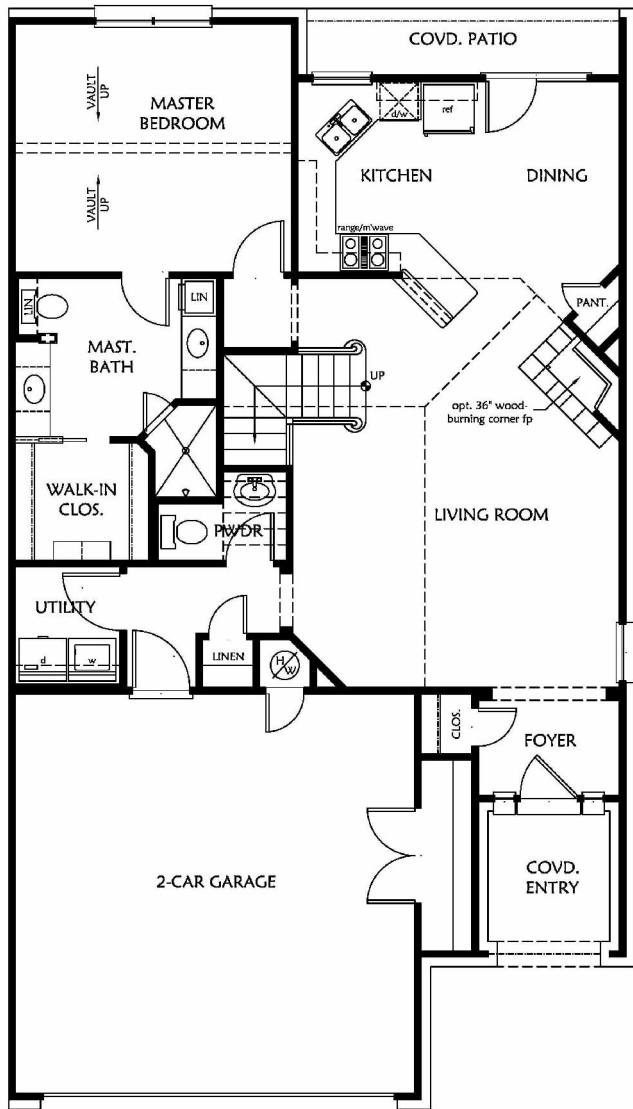 COVD. PATIO
VAULT
UP
MASTER
BEDROOM
VAULT
UP
d/w
ref
KITCHEN
DINING
range/m'wave
LIN
LIN
PANT.
MAST.
BATH
UP
opt. 36" wood-
burning corner fp
WALK-IN
CLOS.
LIVING ROOM
PWDR
UTILITY
d
w
LINEN
H
W
CLOS.
FOYER
2-CAR GARAGE
COVD.
ENTRY